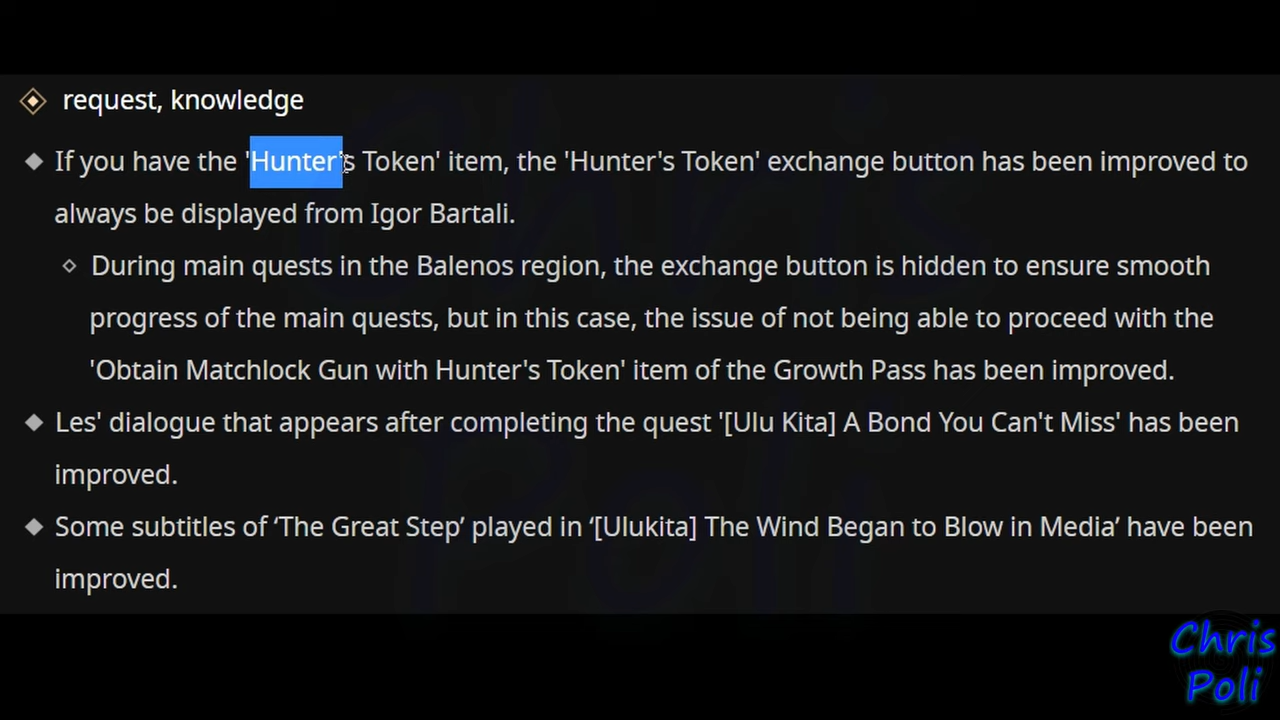 request, knowledge
If you have the 'Hunter's Token' item, the 'Hunter's Token' exchange button has been improved to
always be displayed from Igor Bartali.
During main quests in the Balenos region, the exchange button is hidden to ensure smooth
progress of the main quests, but in this case, the issue of not being able to proceed with the
'Obtain Matchlock Gun with Hunter's Token' item of the Growth Pass has been improved.
Les' dialogue that appears after completing the quest '[Ulu Kita] A Bond You Can't Miss' has been
improved.
Some subtitles of ‘The Great Step’ played in ‘[Ulukita] The Wind Began to Blow in Media’ have been
improved.
Chris
Poli